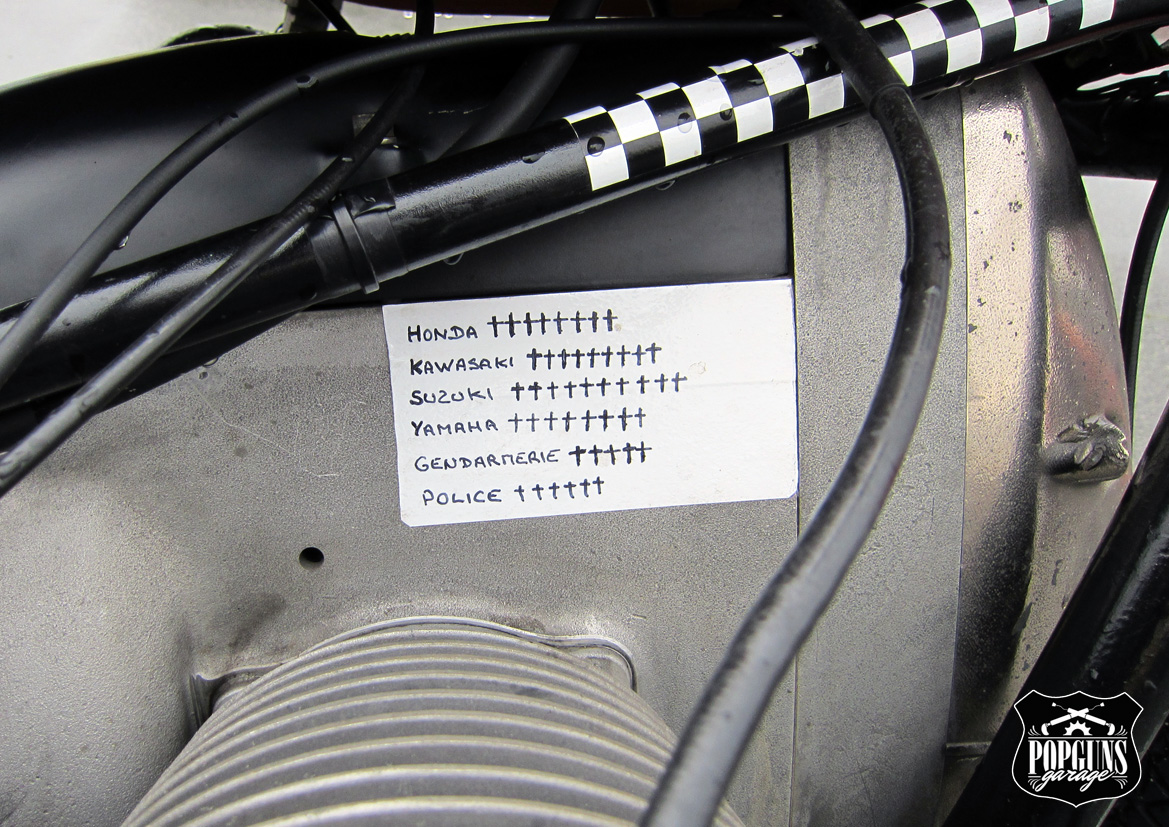 HONDA ††††††††
KAWASAKI †††††††††
SUZUKI ††††††††††
YAMAHA ††††††††
GENDARMERIE †††††
POLICE ††††††
POPGUNS
garage